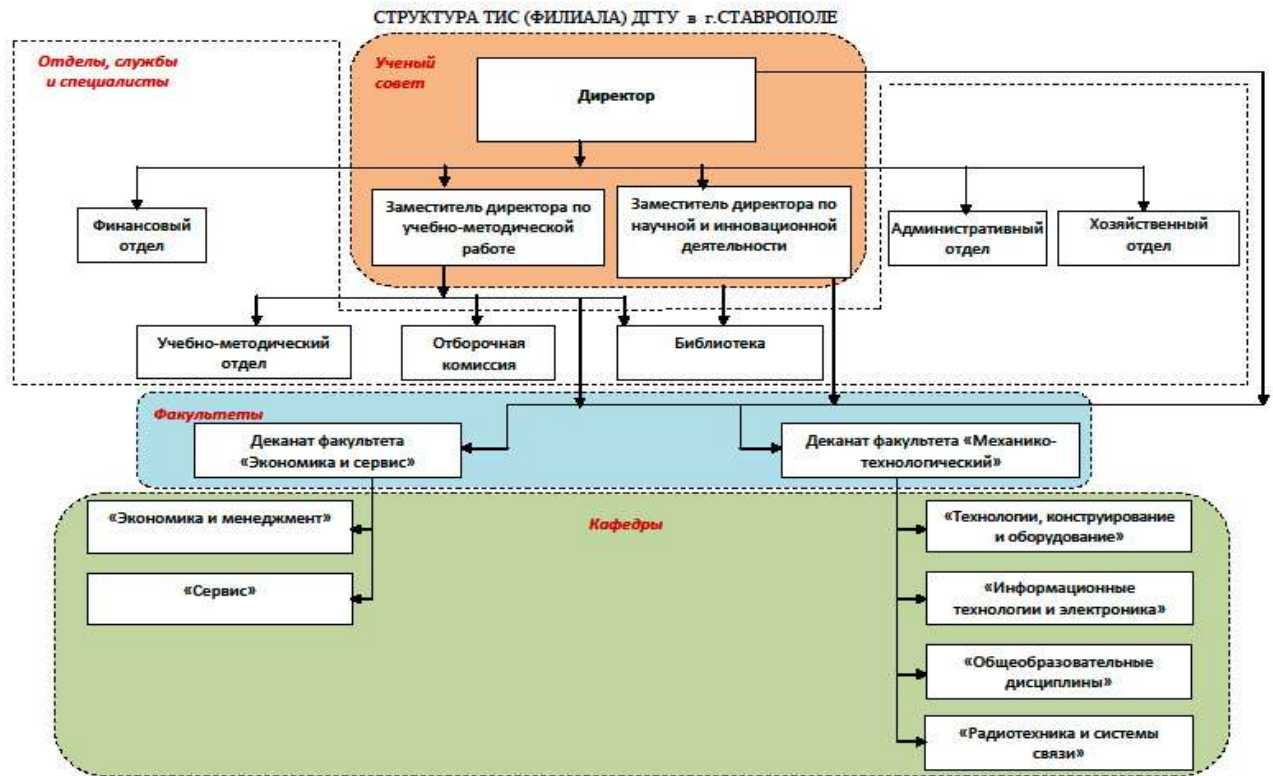 СТРУКТУРА ТИС (ФИЛИАЛА) ДГТУ в г.СТАВРОПОЛЕ
Отделы, службы
и специалисты
Ученый
совет
Директор
Финансовый
отдел
Заместитель директора по
учебно-методической
работе
Заместитель директора по
научной и инновационной
деятельности
Административный
отдел
Хозяйственный
отдел
Учебно-методический
отдел
Отборочная
комиссия
Библиотека
Факультеты
Деканат факультета
«Экономика и сервис»
Деканат факультета «Механико-
технологический»
Кафедры
«Экономика и менеджмент»
«Сервис»
«Технологии, конструирование
и оборудование»
«Информационные
технологии и электроника»
«Общеобразовательные
дисциплины»
«Радиотехника и системы
связи»